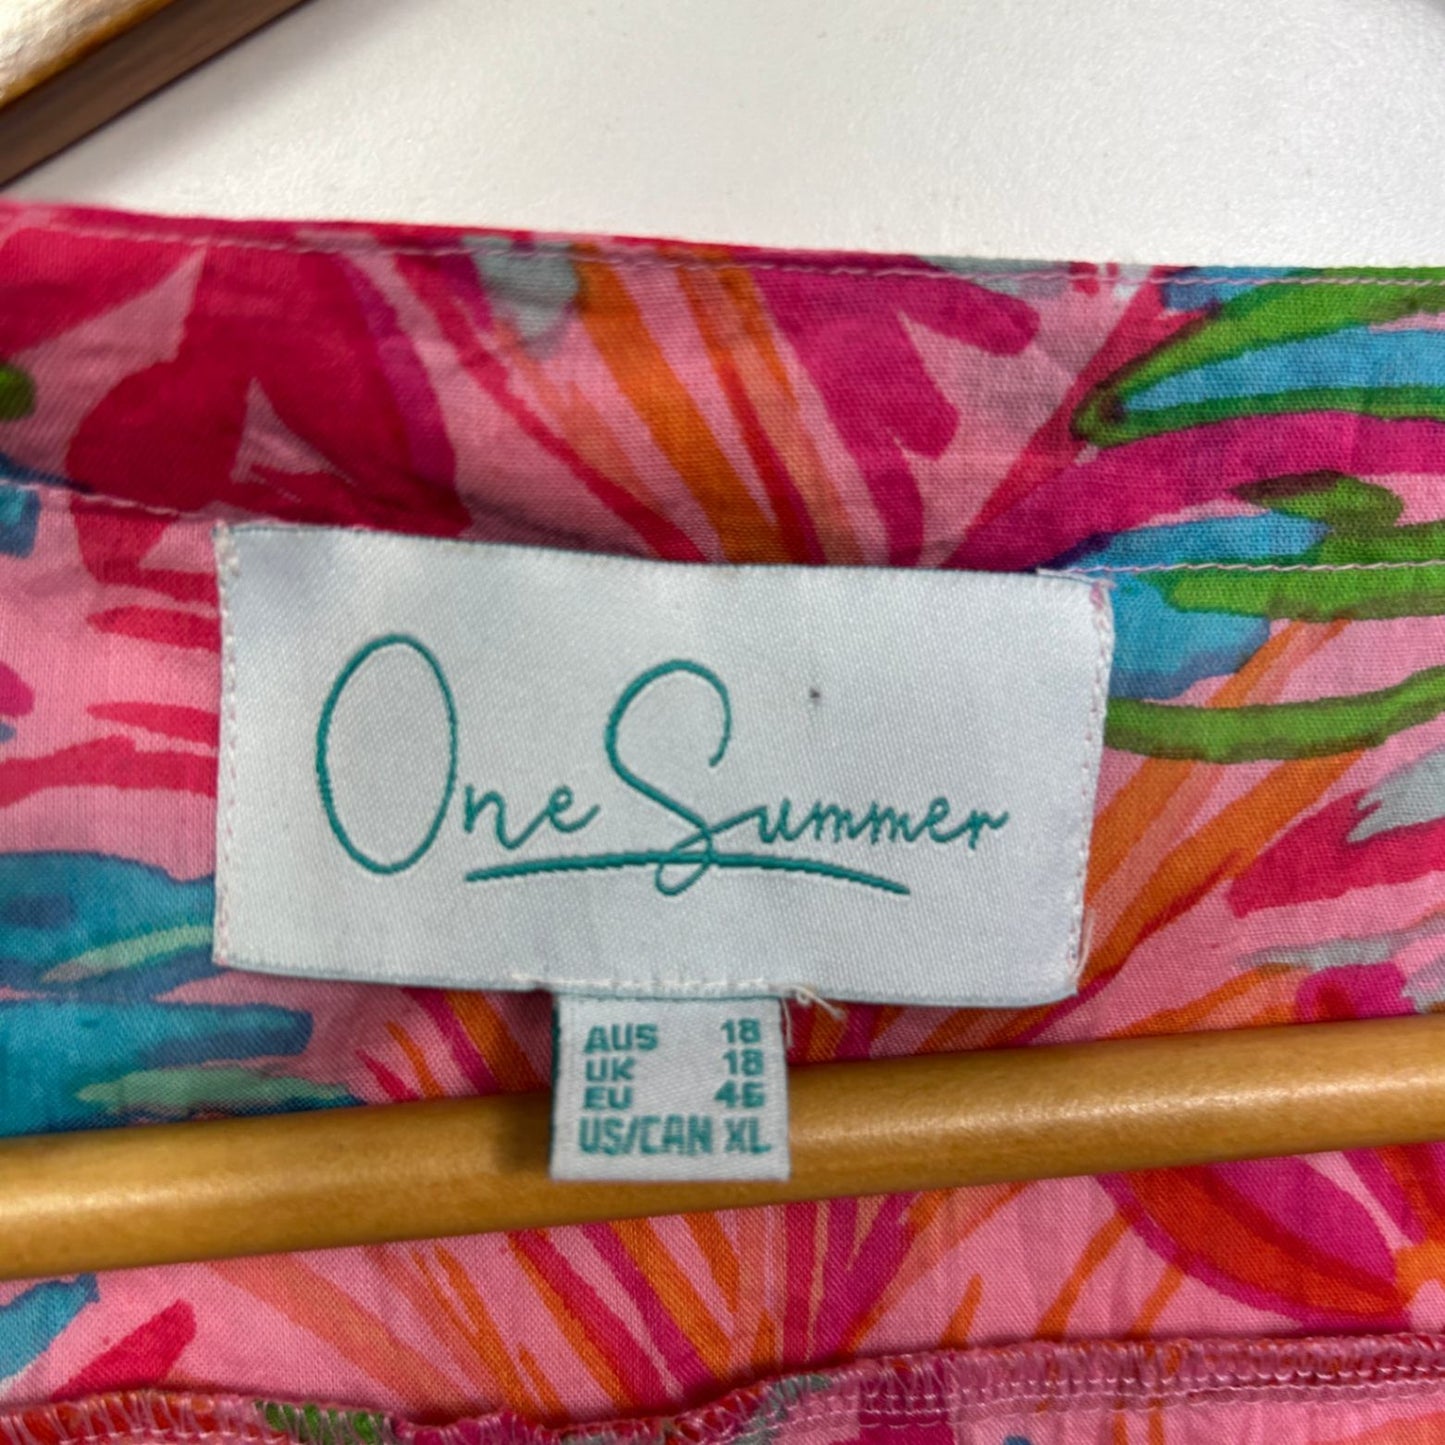 One Summer
AUS 18
UK 18
EU 46
US/CAN XL